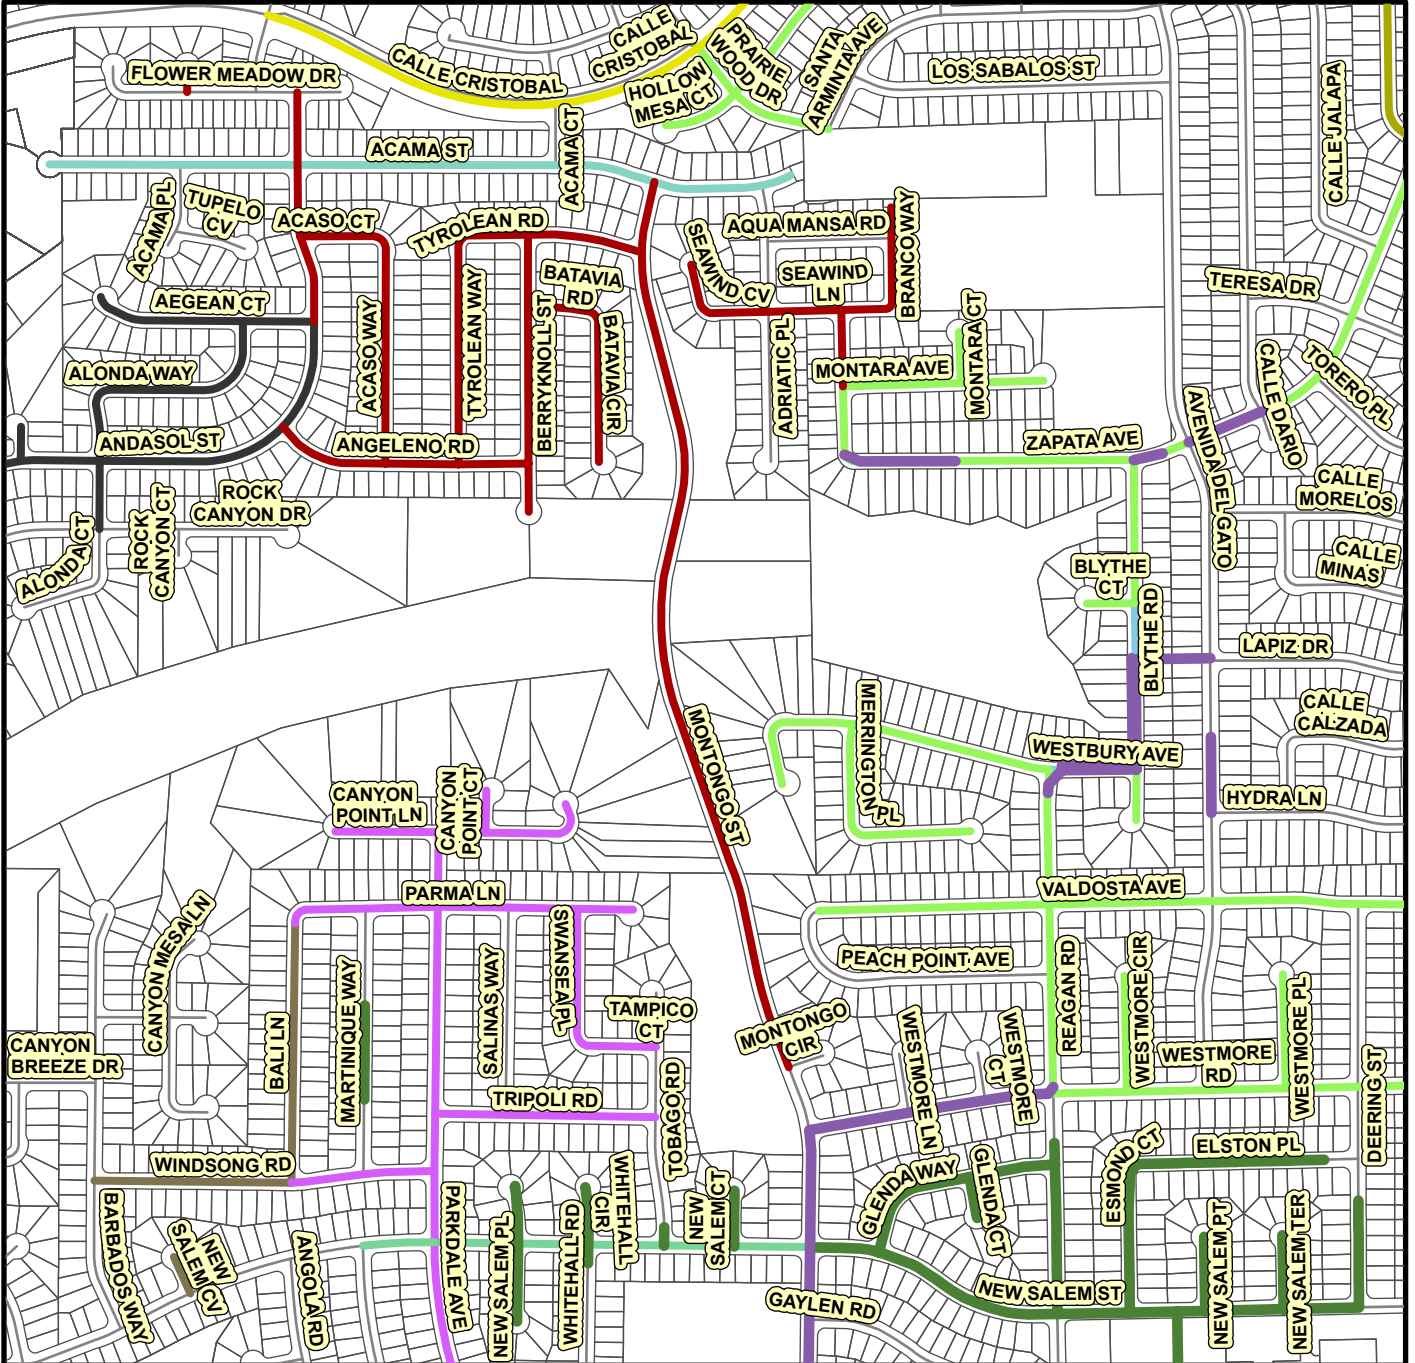 CALLE
CRISTOBAL
CALLE CRISTOBAL
PRAIRIE
WOOD DR
SANTA
ARMINTA AVE
LOS SABALOS ST
FLOWER MEADOW DR
HOLLOW
MESA CT
CALLE JALAPA
ACAMA ST
ACAMA CT
ACAMA PL
TUPELO
CV
ACASO CT
TYROLEAN RD
AQUA MANSA RD
BRANCO WAY
SEAWIND CV
SEAWIND
LN
BATAVIA
RD
TERESA DR
AEGEAN CT
ACASO WAY
TYROLEAN WAY
BERRYKNOLL ST
BATAVIA CIR
ADRIATIC PL
MONTARA AVE
MONTARA CT
CALLE DARIO
TORERO PL
ALONDA WAY
ANDASOL ST
ANGELENO RD
ZAPATA AVE
AVENIDA DEL GATO
CALLE
MORELOS
ROCK
CANYON DR
ROCK
CANYON CT
ALONDA CT
CALLE
MINAS
BLYTHE
CT
BLYTHE RD
LAPIZ DR
CALLE
CALZADA
MERRINGTON PL
MONTONGO ST
WESTBURY AVE
HYDRA LN
CANYON
POINT LN
CANYON
POINT CT
PARMA LN
VALDOSTA AVE
CANYON MESA LN
SWANSEA PL
PEACH POINT AVE
REAGAN RD
WESTMORE CIR
MARTINIQUE WAY
SALINAS WAY
TAMPICO
CT
MONTONGO
CIR
WESTMORE LN
WESTMORE
CT
WESTMORE
RD
WESTMORE PL
DEERING ST
CANYON
BREEZE DR
BALI LN
TRIPOLI RD
TOBAGO RD
WINDSONG RD
GLENDA WAY
GLENDA CT
ESMOND CT
ELSTON PL
BARBADOS WAY
NEW
SALEM CV
ANGOLA RD
PARKDALE AVE
NEW SALEM PL
WHITEHALL RD
WHITEHALL
CIR
NEW
SALEM CT
GAYLEN RD
NEW SALEM ST
NEW SALEM PT
NEW SALEM TER